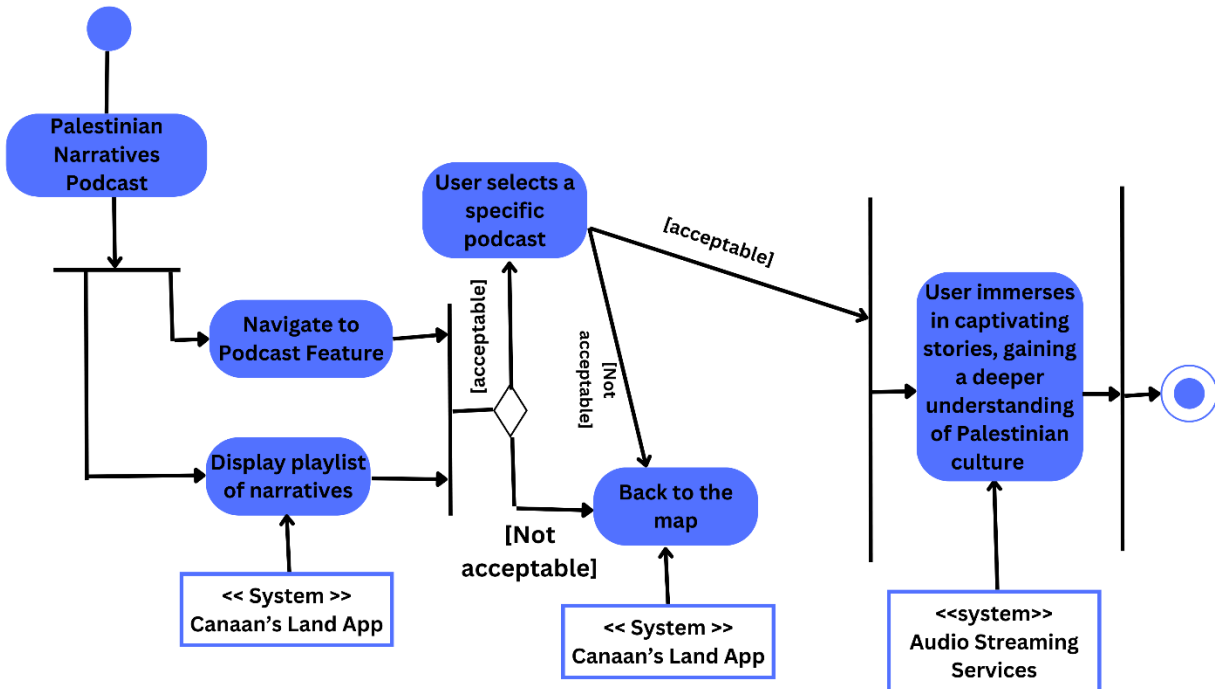 Palestinian
Narratives
Podcast
Navigate to
Podcast Feature
Display playlist
of narratives
<< System >>
Canaan's Land App
User selects a
specific
podcast
[acceptable]
[Not
acceptable]
[acceptable]
[Not
acceptable]
Back to the
map
<< System >>
Canaan's Land App
User immerses
in captivating
stories, gaining
a deeper
understanding
of Palestinian
culture
<<system>>
Audio Streaming
Services